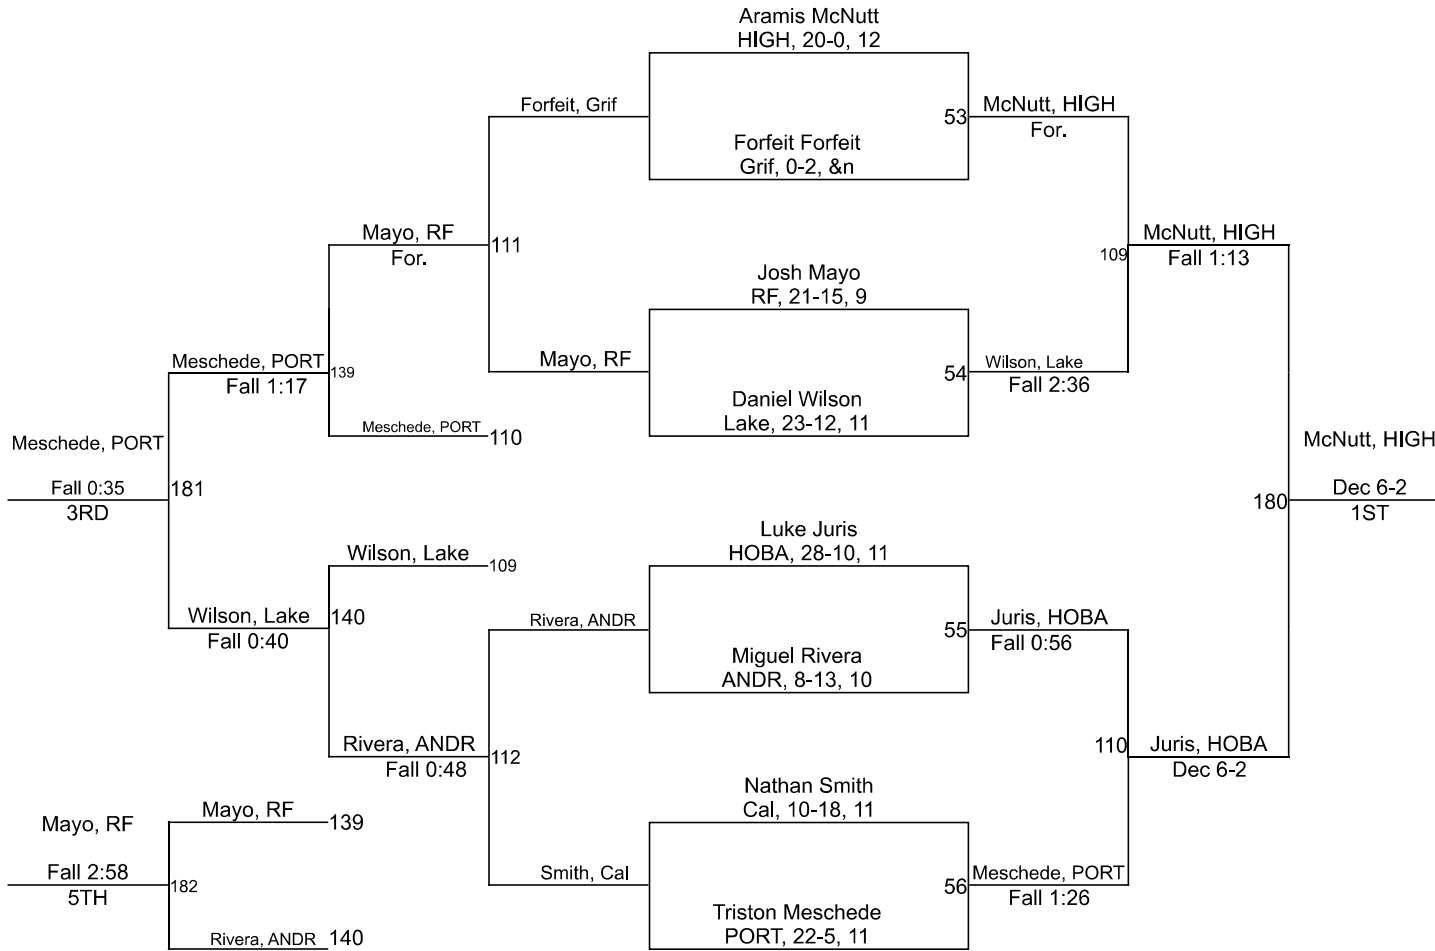 Aramis McNutt
HIGH, 20-0, 12
Forfeit, Grif
53
McNutt, HIGH
For.
Forfeit Forfeit
Grif, 0-2, &n
Mayo, RF
For.
111
109
McNutt, HIGH
Fall 1:13
Josh Mayo
RF, 21-15, 9
Meschede, PORT
Fall 1:17
139
Mayo, RF
54
Wilson, Lake
Fall 2:36
Daniel Wilson
Lake, 23-12, 11
Meschede, PORT
110
Meschede, PORT
Fall 0:35
3RD
181
McNutt, HIGH
180
Dec 6-2
1ST
Luke Juris
HOBA, 28-10, 11
Wilson, Lake
109
Wilson, Lake
Fall 0:40
140
Rivera, ANDR
55
Juris, HOBA
Fall 0:56
Miguel Rivera
ANDR, 8-13, 10
Rivera, ANDR
Fall 0:48
112
110
Juris, HOBA
Dec 6-2
Nathan Smith
Cal, 10-18, 11
Mayo, RF
139
Mayo, RF
Fall 2:58
5TH
182
Smith, Cal
56
Meschede, PORT
Fall 1:26
Triston Meschede
PORT, 22-5, 11
Rivera, ANDR
140